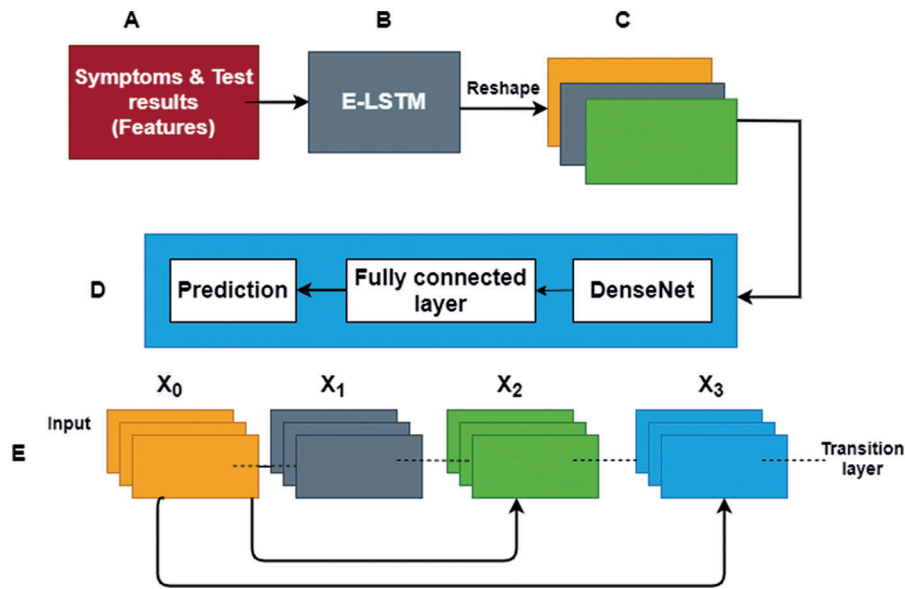 A
B
C
Symptoms & Test
results
(Features)
E-LSTM
Reshape
D
Prediction
Fully connected
layer
DenseNet
X0
X1
X2
X3
Input
E
Transition
layer